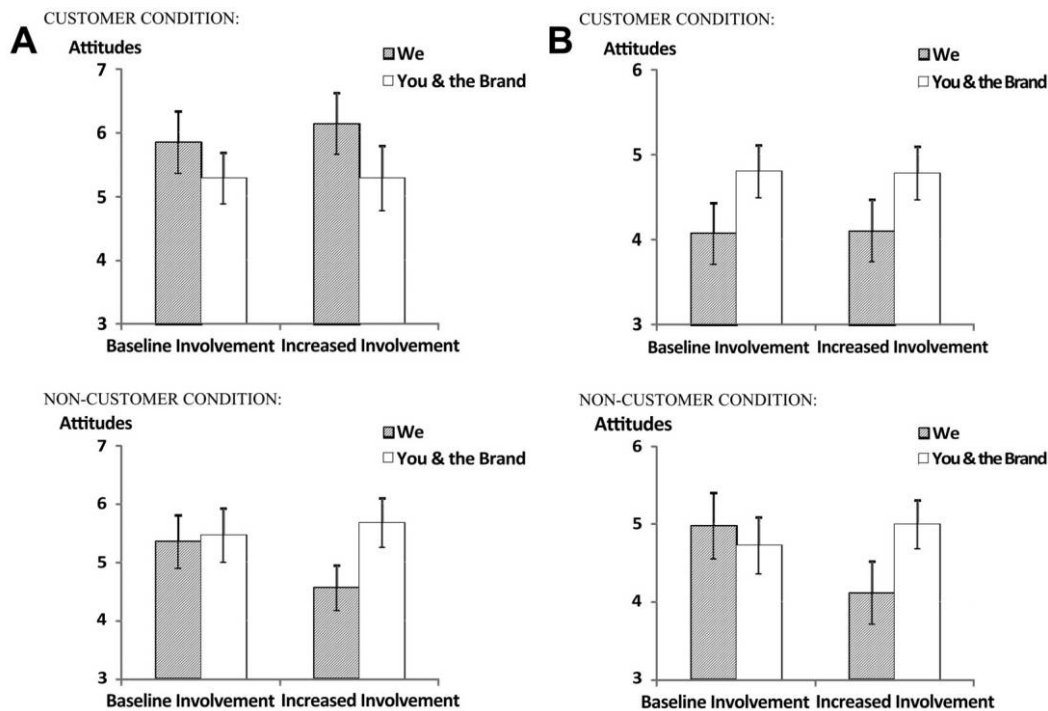 A
CUSTOMER CONDITION:
Attitudes
We
You & the Brand
7
6
5
4
3
Baseline Involvement Increased Involvement
NON-CUSTOMER CONDITION:
Attitudes
We
You & the Brand
7
6
5
4
3
Baseline Involvement Increased Involvement
B
CUSTOMER CONDITION:
Attitudes
We
You & the Brand
6
5
4
3
Baseline Involvement Increased Involvement
NON-CUSTOMER CONDITION:
Attitudes
We
You & the Brand
6
5
4
3
Baseline Involvement Increased Involvement